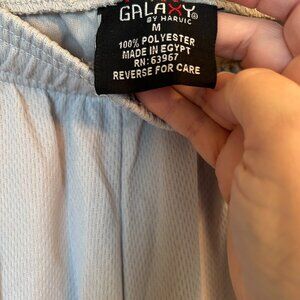 GALAXY®
BY HARVIC
M
100% POLYESTER
MADE IN EGYPT
RN: 63967
REVERSE FOR CARE